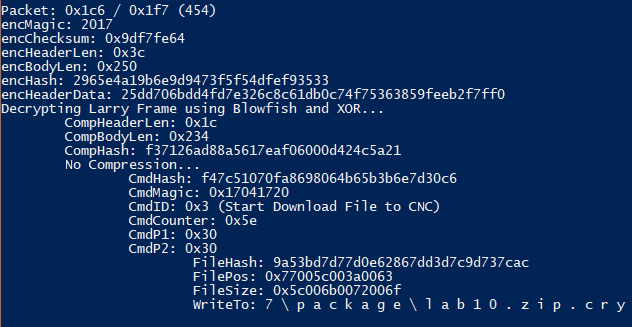 Packet: 0x1c6 / 0x1f7 (454)
encMagic: 2017
encChecksum: 0x9df7fe64
encHeaderLen: 0x3c
encBodyLen: 0x250
encHash: 2965e4a19b6e9d9473f5f54dfef93533
encHeaderData: 25dd706bdd4fd7e326c8c61db0c74f75363859feeb2f7ff0
Decrypting Larry Frame using Blowfish and XOR...
CompHeaderLen: 0x1c
CompBodyLen: 0x234
CompHash: f37126ad88a5617eaf06000d424c5a21
No Compression...
CmdHash: f47c51070fa8698064b65b3b6e7d30c6
CmdMagic: 0x17041720
CmdID: 0x3 (Start Download File to CNC)
CmdCounter: 0x5e
CmdP1: 0x30
CmdP2: 0x30
FileHash: 9a53bd7d77d0e62867dd3d7c9d737cac
FilePos: 0x77005c003a0063
FileSize: 0x5c006b0072006f
WriteTo: 7 \ p a c k a g e \ l a b 1 0 . z i p . c r y